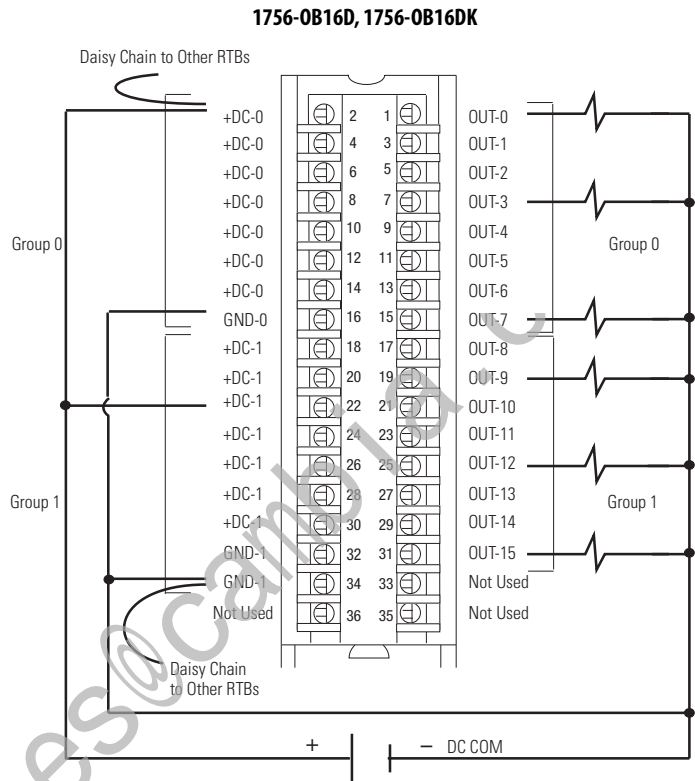 1756-OB16D, 1756-OB16DK
Daisy Chain to Other RTBs
+DC-0 2 1 OUT-0
+DC-0 4 3 OUT-1
+DC-0 6 5 OUT-2
+DC-0 8 7 OUT-3
+DC-0 10 9 OUT-4
Group 0 Group 0
+DC-0 12 11 OUT-5
+DC-0 14 13 OUT-6
GND-0 16 15 OUT-7
+DC-1 18 17 OUT-8
+DC-1 20 19 OUT-9
+DC-1 22 21 OUT-10
+DC-1 24 23 OUT-11
+DC-1 26 25 OUT-12
+DC-1 28 27 OUT-13
Group 1 Group 1
+DC-1 30 29 OUT-14
GND-1 32 31 OUT-15
GND-1 34 33 Not Used
Not Used 36 35 Not Used
Daisy Chain
to Other RTBs
+ – DC COM
es@cambia.c